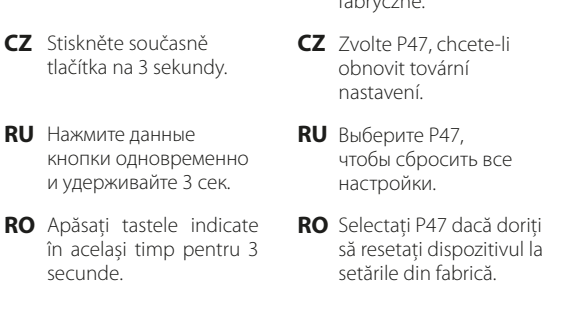 fabryczne.
CZ Stiskněte současně
tlačítka na 3 sekundy.
CZ Zvolte P47, chcete-li
obnovit tovární
nastavení.
RU Нажмите данные
кнопки одновременно
и удерживайте 3 сек.
RU Выберите P47,
чтобы сбросить все
настройки.
RO Apăsați tastele indicate
în același timp pentru 3
secunde.
RO Selectați P47 dacă doriți
să resetați dispozitivul la
setările din fabrică.